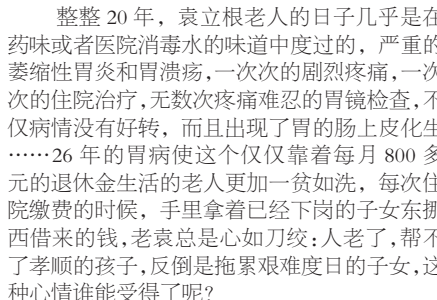 整整 20 年，袁立根老人的日子几乎是在
药味或者医院消毒水的味道中度过的，严重的
萎缩性胃炎和胃溃疡，一次次的剧烈疼痛，一次
次的住院治疗，无数次疼痛难忍的胃镜检查，不
仅病情没有好转，而且出现了胃的肠上皮化生
……26 年的胃病使这个仅仅靠着每月 800 多
元的退休金生活的老人更加一贫如洗，每次住
院缴费的时候，手里拿着已经下岗的子女东挪
西借来的钱，老袁总是心如刀绞：人老了，帮不
了孝顺的孩子，反倒是拖累艰难度日的子女，这
种心情谁能受得了呢？